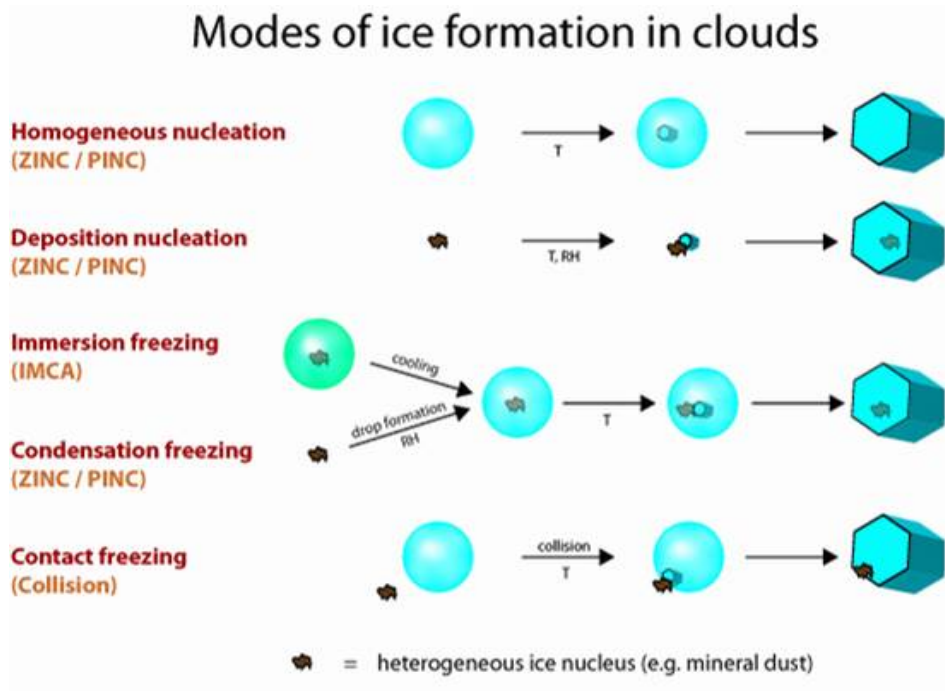 Modes of ice formation in clouds
Homogeneous nucleation
(ZINC / PINC)
T
Deposition nucleation
(ZINC / PINC)
T, RH
Immersion freezing
(IMCA)
cooling
drop formation
RH
T
Condensation freezing
(ZINC / PINC)
Contact freezing
(Collision)
collision
T
= heterogeneous ice nucleus (e.g. mineral dust)